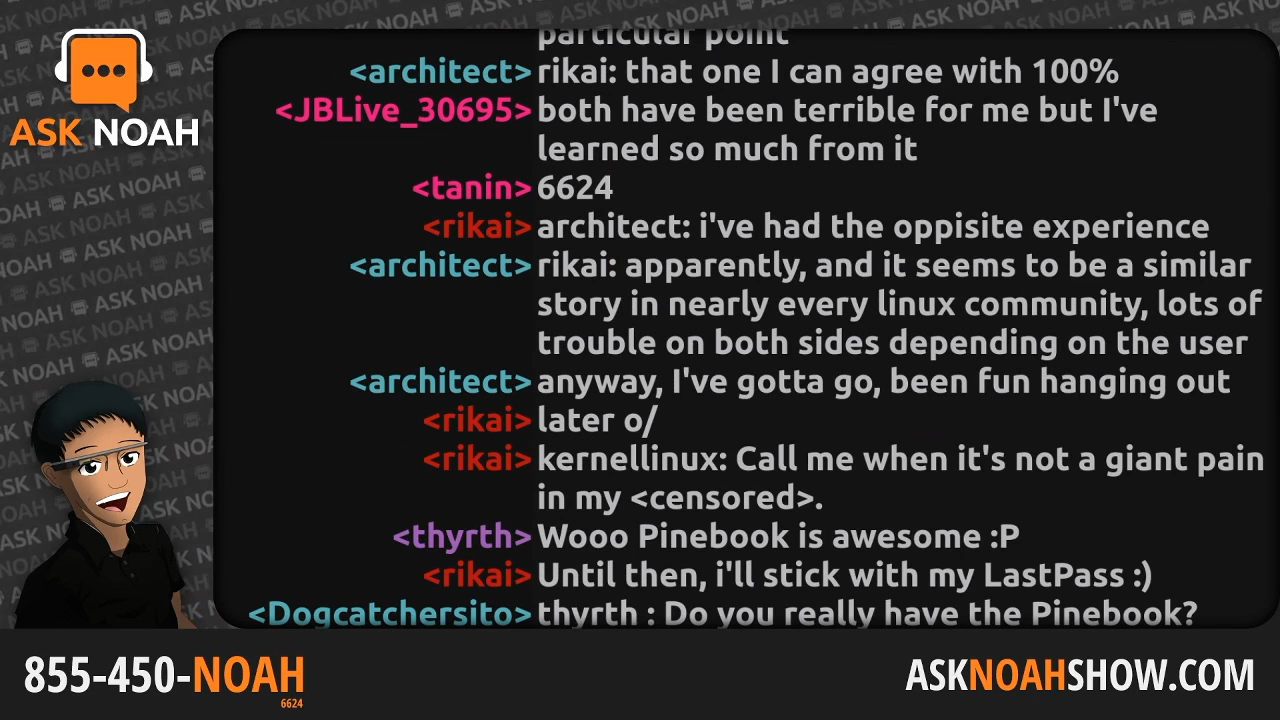 ASK NOAH
particular point
<architect> rikai: that one I can agree with 100%
<JBLive_30695> both have been terrible for me but I've
learned so much from it
<tanin> 6624
<rikai> architect: i've had the oppisite experience
<architect> rikai: apparently, and it seems to be a similar
story in nearly every linux community, lots of
trouble on both sides depending on the user
<architect> anyway, I've gotta go, been fun hanging out
<rikai> later o/
<rikai> kernellinux: Call me when it's not a giant pain
in my <censored>.
<thyrth> Wooo Pinebook is awesome :P
<rikai> Until then, i'll stick with my LastPass :)
<Dogcatchersito> thyrth : Do you really have the Pinebook?
855-450-NOAH
6624
ASKNOAHSHOW.COM